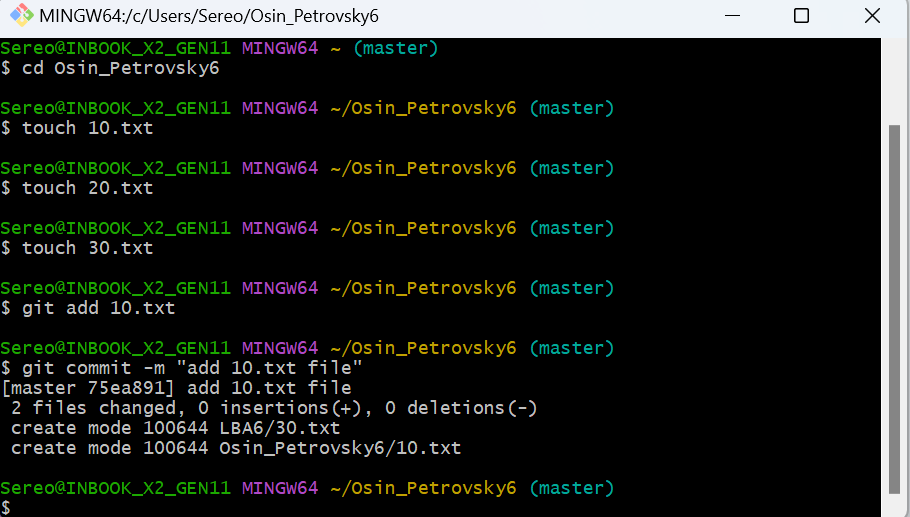 MINGW64:/c/Users/Sereo/Osin_Petrovsky6
Sereo@INBOOK_X2_GEN11 MINGW64 ~ (master)
$ cd Osin_Petrovsky6
Sereo@INBOOK_X2_GEN11 MINGW64 ~/Osin_Petrovsky6 (master)
$ touch 10.txt
Sereo@INBOOK_X2_GEN11 MINGW64 ~/Osin_Petrovsky6 (master)
$ touch 20.txt
Sereo@INBOOK_X2_GEN11 MINGW64 ~/Osin_Petrovsky6 (master)
$ touch 30.txt
Sereo@INBOOK_X2_GEN11 MINGW64 ~/Osin_Petrovsky6 (master)
$ git add 10.txt
Sereo@INBOOK_X2_GEN11 MINGW64 ~/Osin_Petrovsky6 (master)
$ git commit -m "add 10.txt file"
[master 75ea891] add 10.txt file
 2 files changed, 0 insertions(+), 0 deletions(-)
 create mode 100644 LBA6/30.txt
 create mode 100644 Osin_Petrovsky6/10.txt
Sereo@INBOOK_X2_GEN11 MINGW64 ~/Osin_Petrovsky6 (master)
$